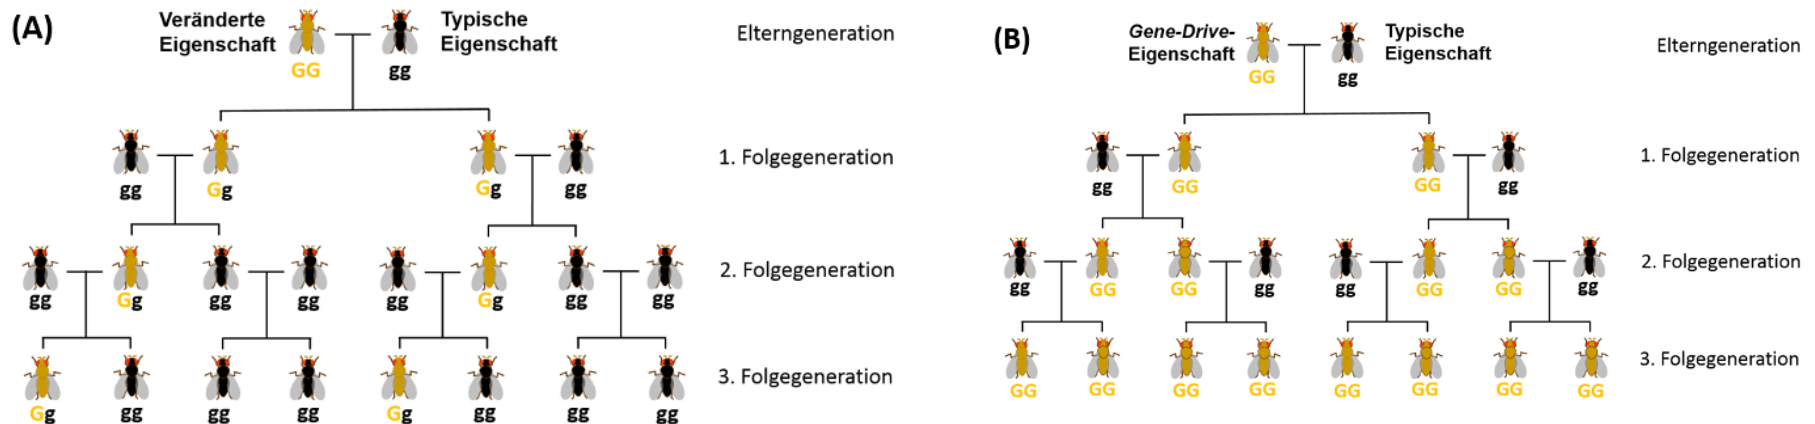 (A)
Veränderte
Eigenschaft
Typische
Eigenschaft
Elterngeneration
GG
gg
1. Folgegeneration
gg
Gg
Gg
gg
2. Folgegeneration
gg
Gg
gg
gg
gg
Gg
gg
gg
3. Folgegeneration
Gg
gg
gg
gg
Gg
gg
gg
gg
(B)
Gene-Drive-
Eigenschaft
Typische
Eigenschaft
Elterngeneration
GG
gg
1. Folgegeneration
gg
GG
GG
gg
2. Folgegeneration
gg
GG
GG
gg
gg
GG
GG
gg
3. Folgegeneration
GG
GG
GG
GG
GG
GG
GG
GG